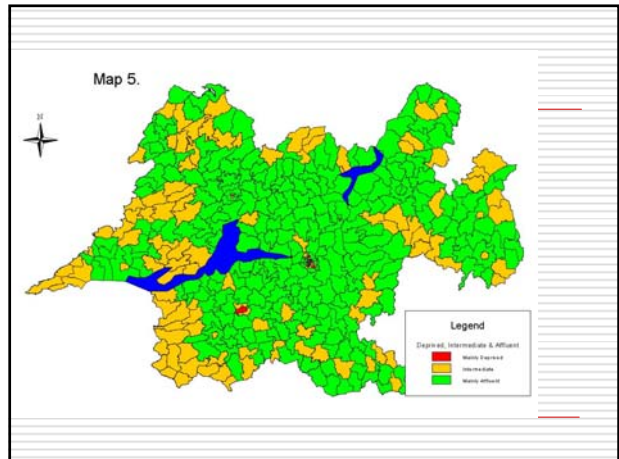 Map 5.
N
Legend
Deprived, Intermediate & Affluent
Mainly Deprived
Intermediate
Mainly Affluent